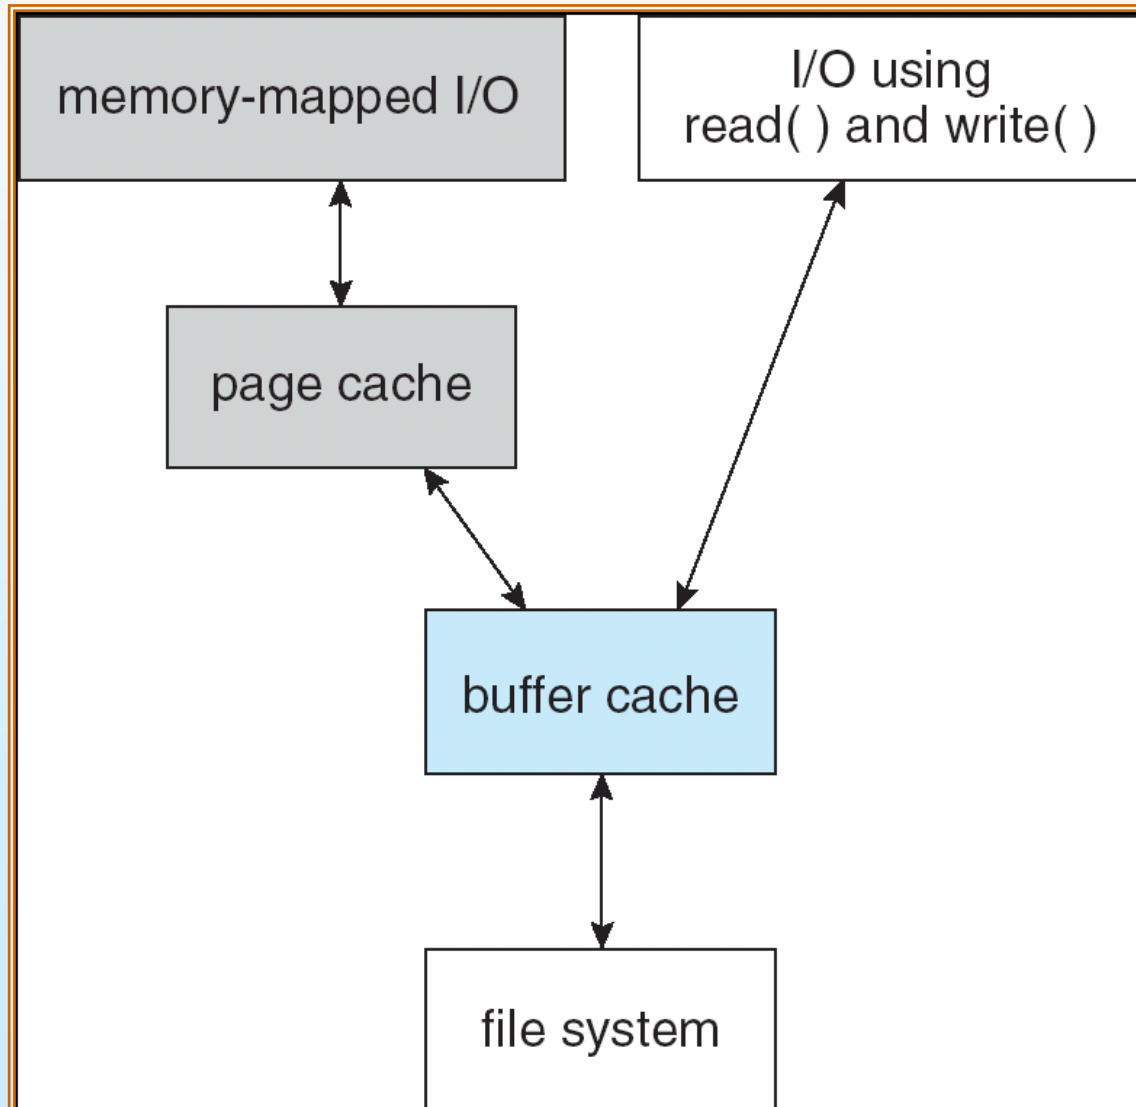 memory-mapped I/O
I/O using
read( ) and write( )
page cache
buffer cache
file system